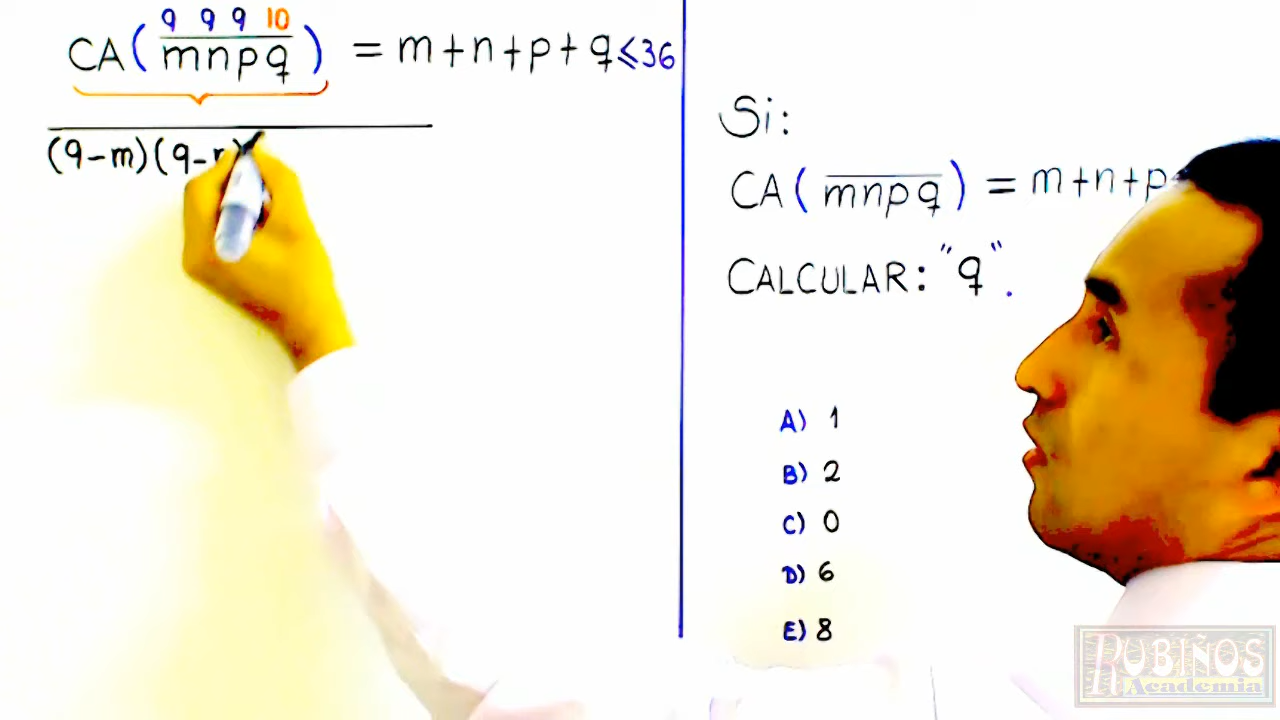 9 9 9 10
CA(mnpq) = m+n+p+q≤36
(9-m)(9-
Si:
CA(mnpq) = m+n+p
CALCULAR: "q".
A) 1
B) 2
C) 0
D) 6
E) 8
RUBIÑOS
Academia